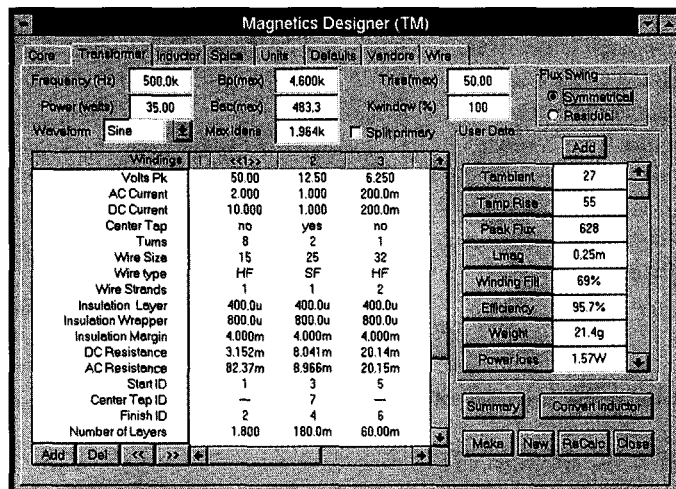 Magnetics Designer (TM)
Core Transformer Inductor Spice Units Defaults Vendors Wire
Frequency (Hz) 500.0k Bp(max) 4.600k Trise(max) 50.00 Flux Swing
Power (watts) 35.00 Bac(max) 483.3 Kwindow (%) 100 Symmetrical
Residual
Waveform Sine Max Idens 1.964k Split primary User Data
Add
Windings <<1>> 2 3
Volts Pk 50.00 12.50 6.250
AC Current 2.000 1.000 200.0m
DC Current 10.000 1.000 200.0m
Center Tap no yes no
Turns 8 2 1
Wire Size 15 25 32
Wire type HF SF HF
Wire Strands 1 1 2
Insulation Layer 400.0u 400.0u 400.0u
Insulation Wrapper 800.0u 800.0u 800.0u
Insulation Margin 4.000m 4.000m 4.000m
DC Resistance 3.152m 8.041m 20.14m
AC Resistance 82.37m 8.966m 20.15m
Start ID 1 3 5
Center Tap ID — 7 —
Finish ID 2 4 6
Number of Layers 1.800 180.0m 60.00m
Add Del << >>
Tambient 27
Temp Rise 55
Peak Flux 628
Lmag 0.25m
Winding Fill 69%
Efficiency 95.7%
Weight 21.4g
Power loss 1.57W
Summary Convert Inductor
Make New ReCalc Close